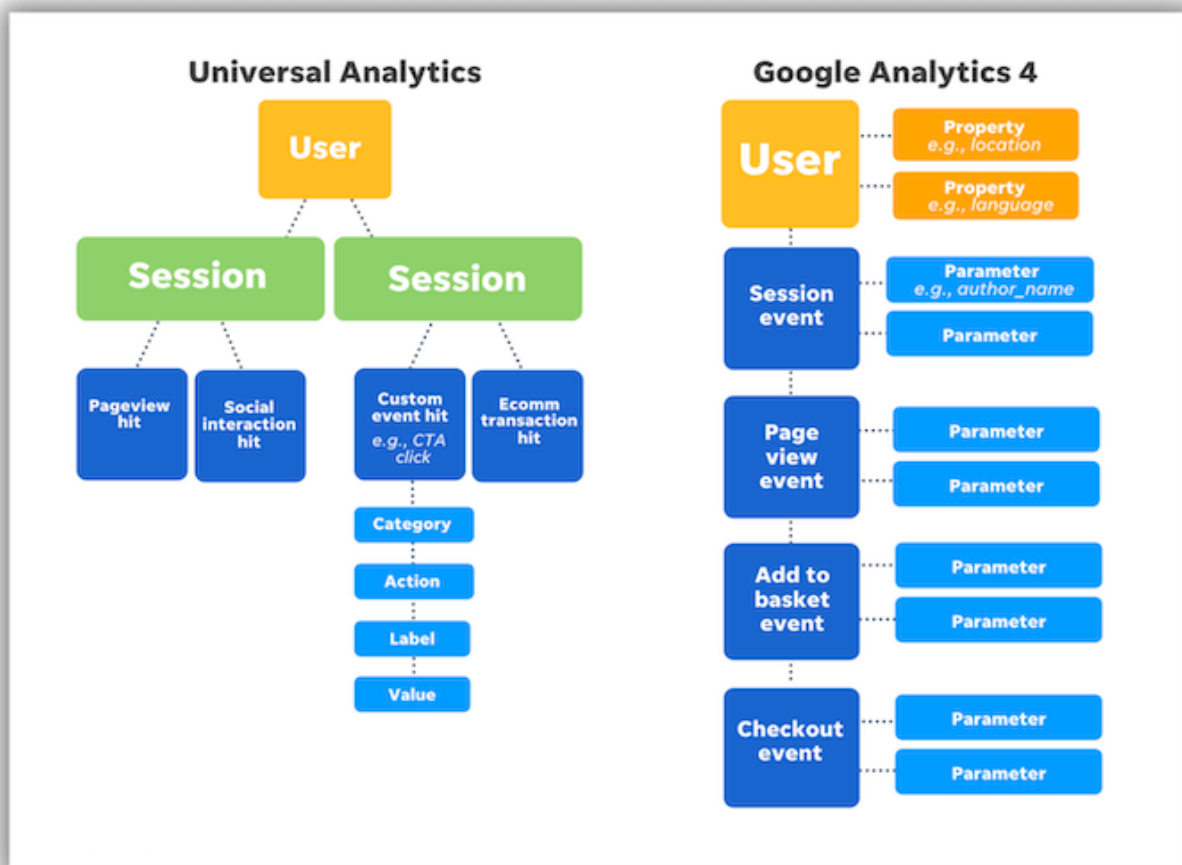 Universal Analytics
User
Session
Session
Pageview
hit
Social
interaction
hit
Custom
event hit
e.g., CTA
click
Ecomm
transaction
hit
Category
Action
Label
Value
Google Analytics 4
User
Property
e.g., location
Property
e.g., language
Session
event
Parameter
e.g., author_name
Parameter
Page
view
event
Parameter
Parameter
Add to
basket
event
Parameter
Parameter
Checkout
event
Parameter
Parameter